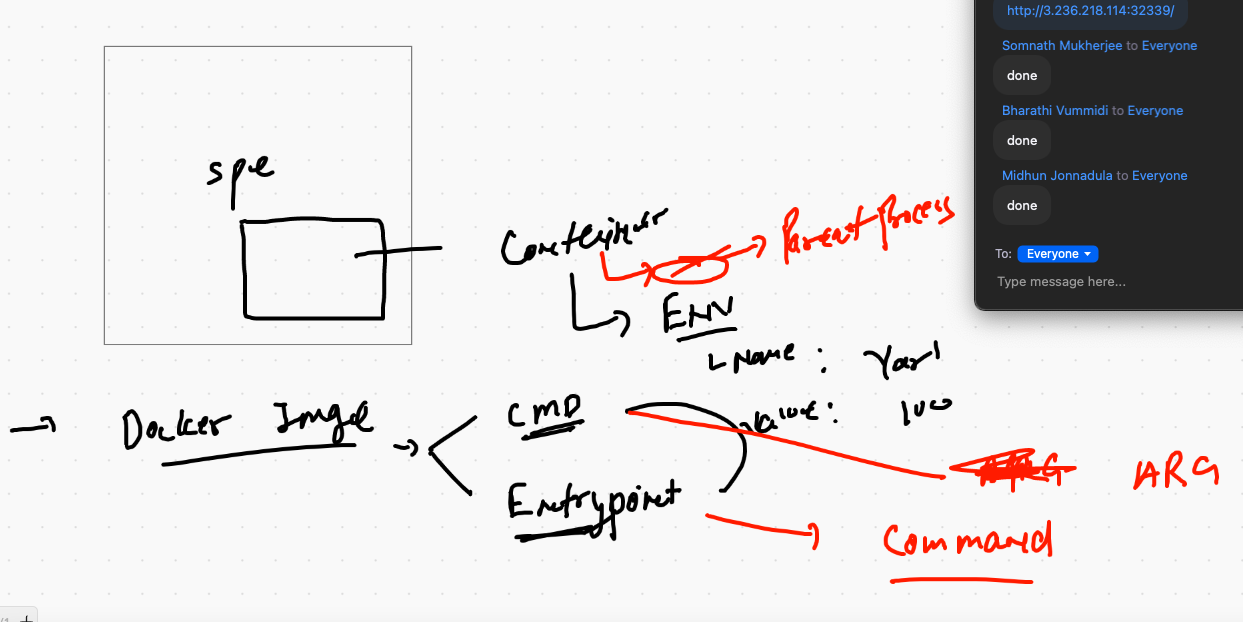 http://3.236.218.114:32339/
Somnath Mukherjee to Everyone
done
Bharathi Vummidi to Everyone
done
Midhun Jonnadula to Everyone
done
To: Everyone
Type message here...
spe
Container
Parent Process
ENV
Name : Var1
Value : 100
Docker Image
CMD
Entrypoint
ARG
Command